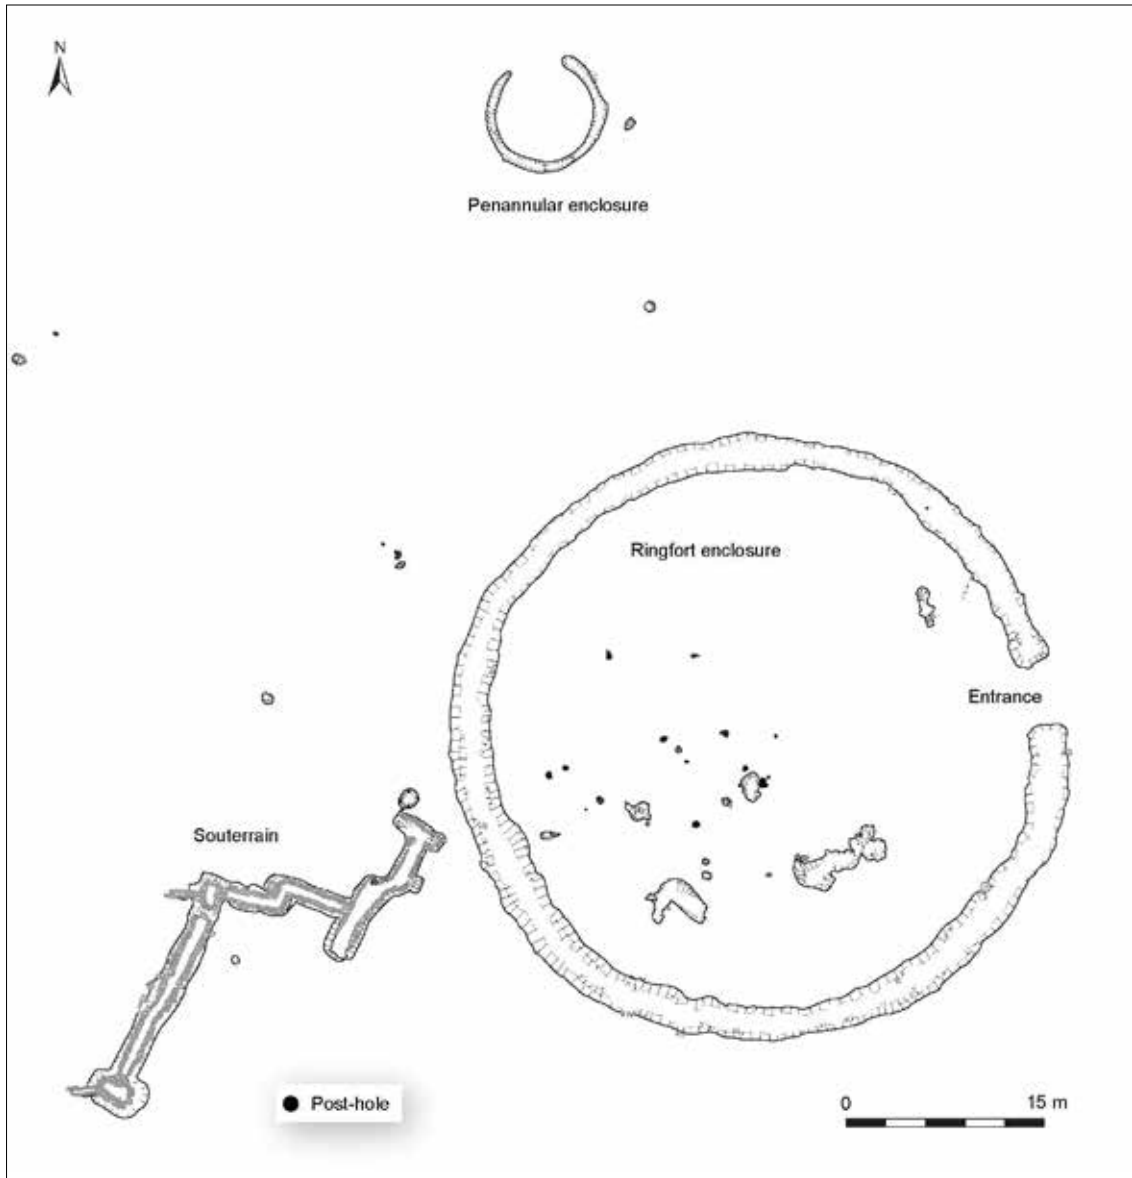 N
Penannular enclosure
Ringfort enclosure
Entrance
Souterrain
Post-hole
0 15 m